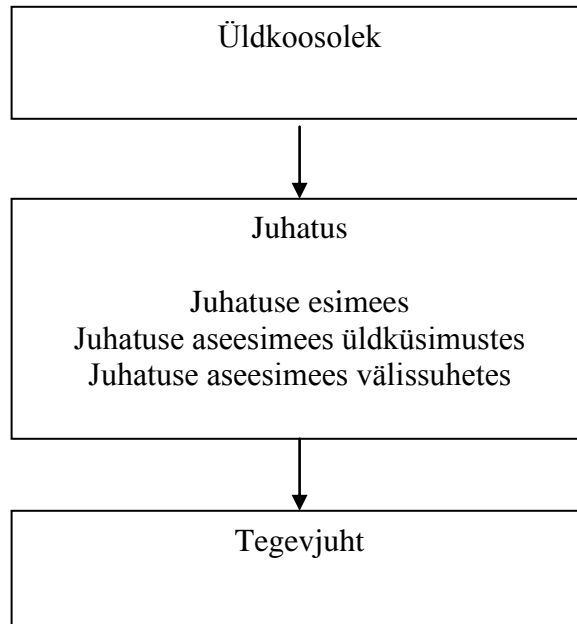 Üldkoosolek
Juhatus
Juhatuse esimees
Juhatuse aseesimees üldküsimustes
Juhatuse aseesimees välissuhetes
Tegevjuht